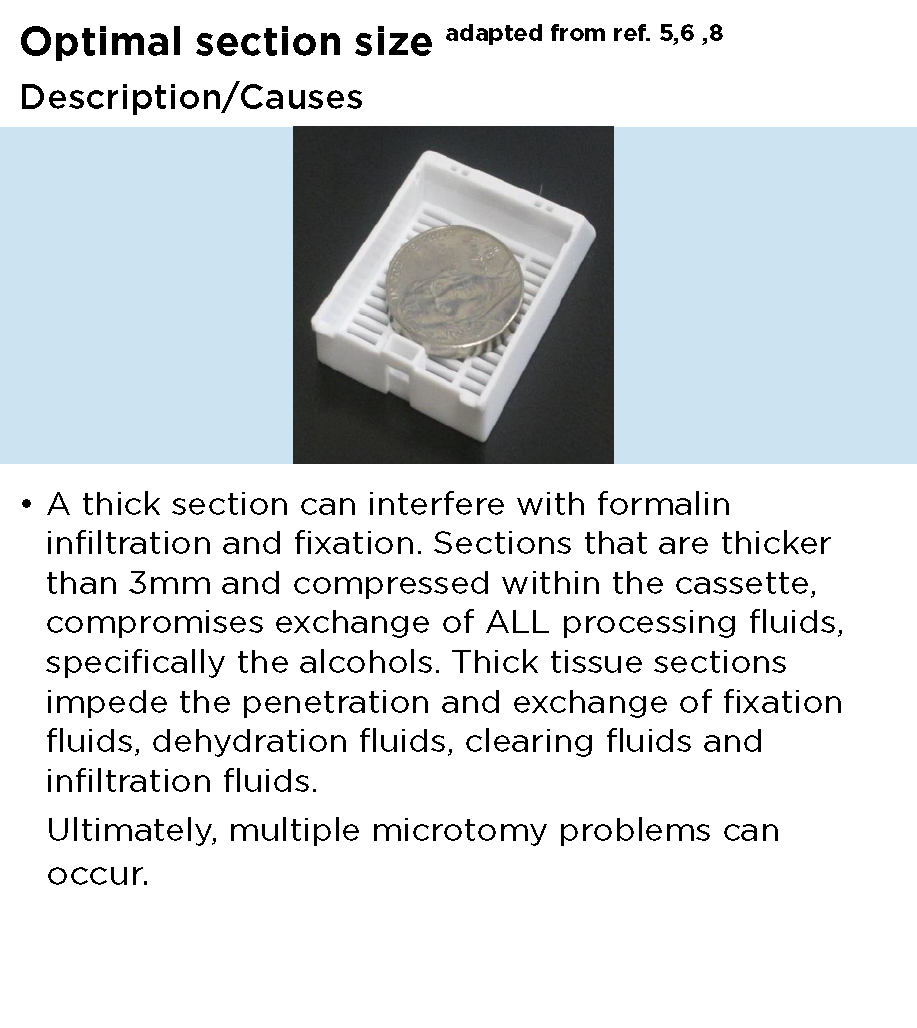 Optimal section size adapted from ref. 5,6 ,8
Description/Causes
• A thick section can interfere with formalin
infiltration and fixation. Sections that are thicker
than 3mm and compressed within the cassette,
compromises exchange of ALL processing fluids,
specifically the alcohols. Thick tissue sections
impede the penetration and exchange of fixation
fluids, dehydration fluids, clearing fluids and
infiltration fluids.
Ultimately, multiple microtomy problems can
occur.